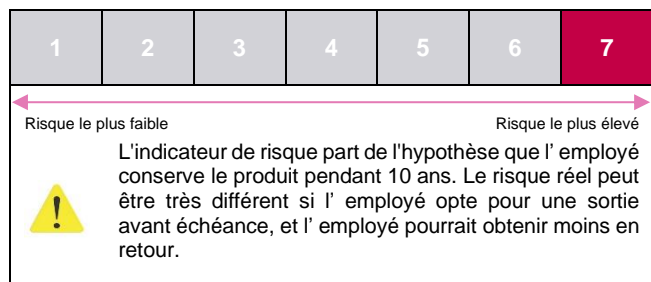 1 2 3 4 5 6 7
Risque le plus faible Risque le plus élevé
L'indicateur de risque part de l'hypothèse que l' employé
conserve le produit pendant 10 ans. Le risque réel peut
être très différent si l' employé opte pour une sortie
avant échéance, et l' employé pourrait obtenir moins en
retour.